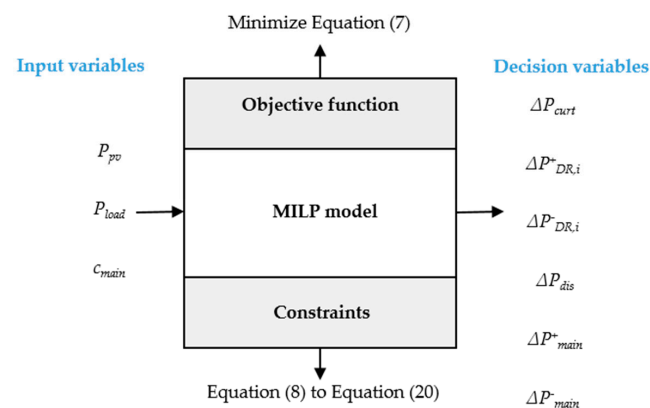 Minimize Equation (7)
Input variables
Decision variables
Objective function
ΔP_curt
P_pv
ΔP⁺_DR,i
P_load
MILP model
ΔP⁻_DR,i
c_main
ΔP_dis
Constraints
ΔP⁺_main
Equation (8) to Equation (20)
ΔP⁻_main